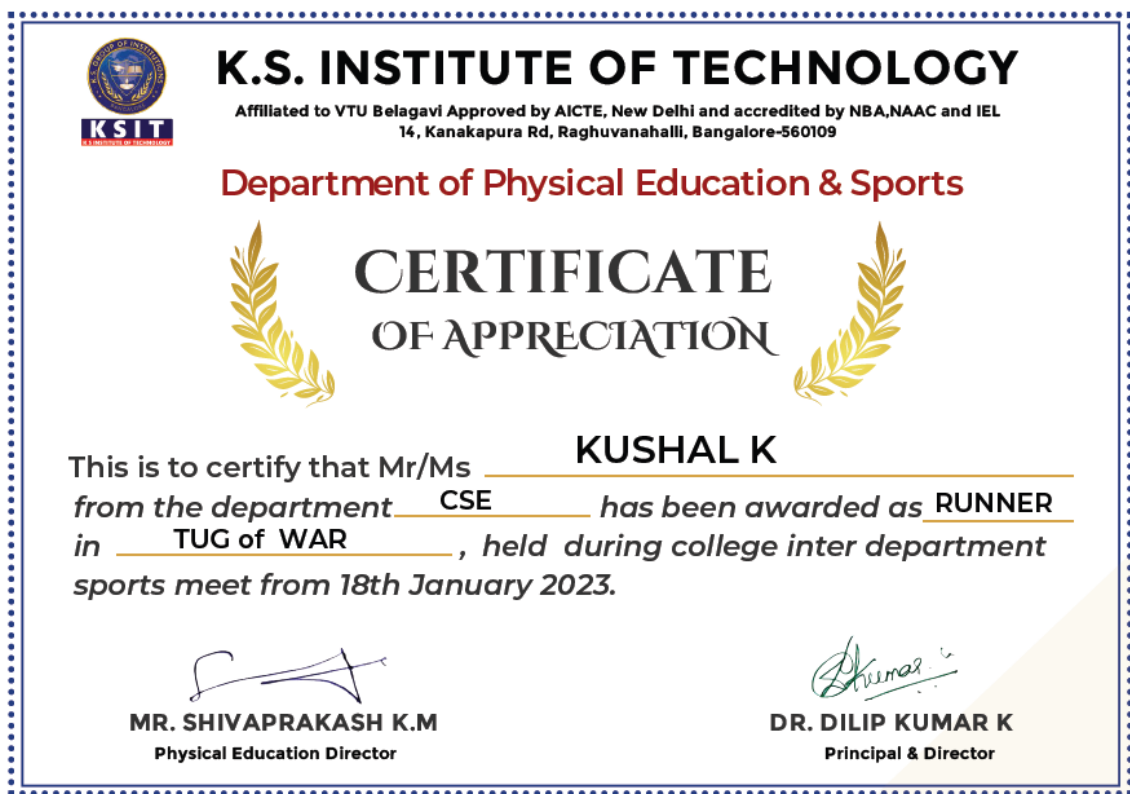 K.S. GROUP OF INSTITUTIONS
BANGALORE
KSIT
K.S INSTITUTE OF TECHNOLOGY
K.S. INSTITUTE OF TECHNOLOGY
Affiliated to VTU Belagavi Approved by AICTE, New Delhi and accredited by NBA,NAAC and IEL
14, Kanakapura Rd, Raghuvanahalli, Bangalore-560109
Department of Physical Education & Sports
CERTIFICATE
OF APPRECIATION
This is to certify that Mr/Ms KUSHAL K
from the department CSE has been awarded as RUNNER
in TUG of WAR , held during college inter department
sports meet from 18th January 2023.
MR. SHIVAPRAKASH K.M
Physical Education Director
DR. DILIP KUMAR K
Principal & Director